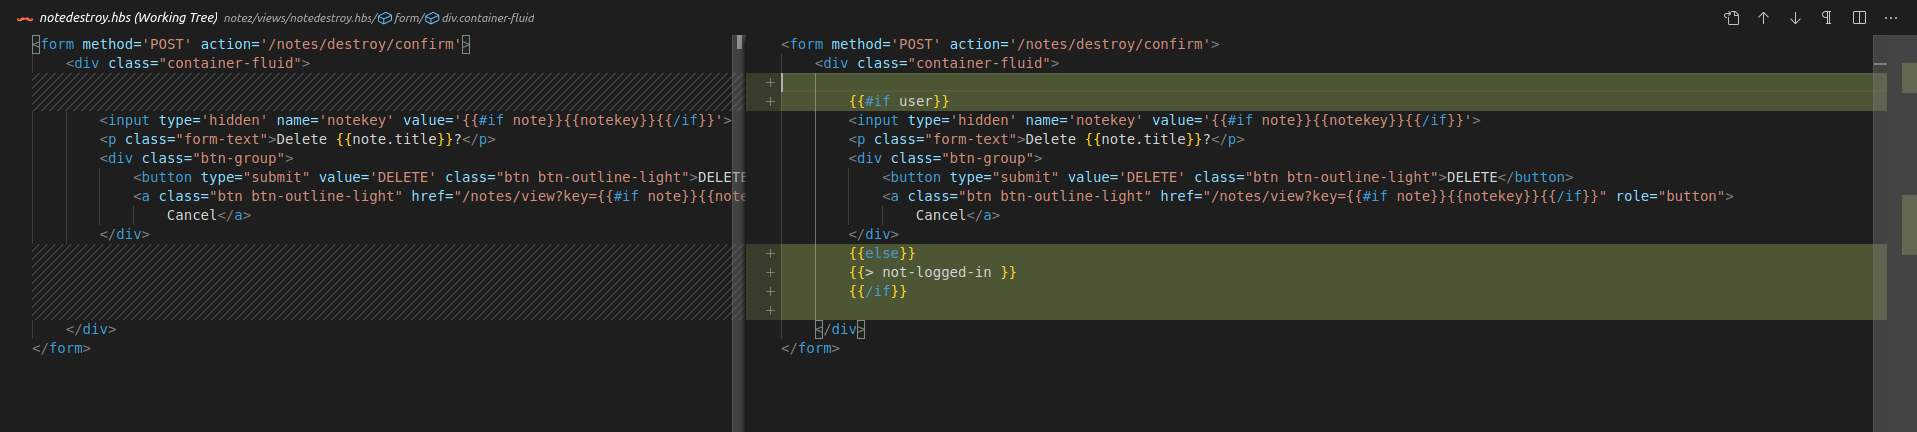 notedestroy.hbs (Working Tree) notez/views/notedestroy.hbs/form/div.container-fluid
<form method='POST' action='/notes/destroy/confirm'>
<div class="container-fluid">
<input type='hidden' name='notekey' value='{{#if note}}{{notekey}}{{/if}}'>
<p class="form-text">Delete {{note.title}}?</p>
<div class="btn-group">
<button type="submit" value='DELETE' class="btn btn-outline-light">DELETE
<a class="btn btn-outline-light" href="/notes/view?key={{#if note}}{{note
Cancel</a>
</div>
</div>
</form>
<form method='POST' action='/notes/destroy/confirm'>
<div class="container-fluid">
+
+ {{#if user}}
<input type='hidden' name='notekey' value='{{#if note}}{{notekey}}{{/if}}'>
<p class="form-text">Delete {{note.title}}?</p>
<div class="btn-group">
<button type="submit" value='DELETE' class="btn btn-outline-light">DELETE</button>
<a class="btn btn-outline-light" href="/notes/view?key={{#if note}}{{notekey}}{{/if}}" role="button">
Cancel</a>
</div>
+ {{else}}
+ {{> not-logged-in }}
+ {{/if}}
+
</div>
</form>